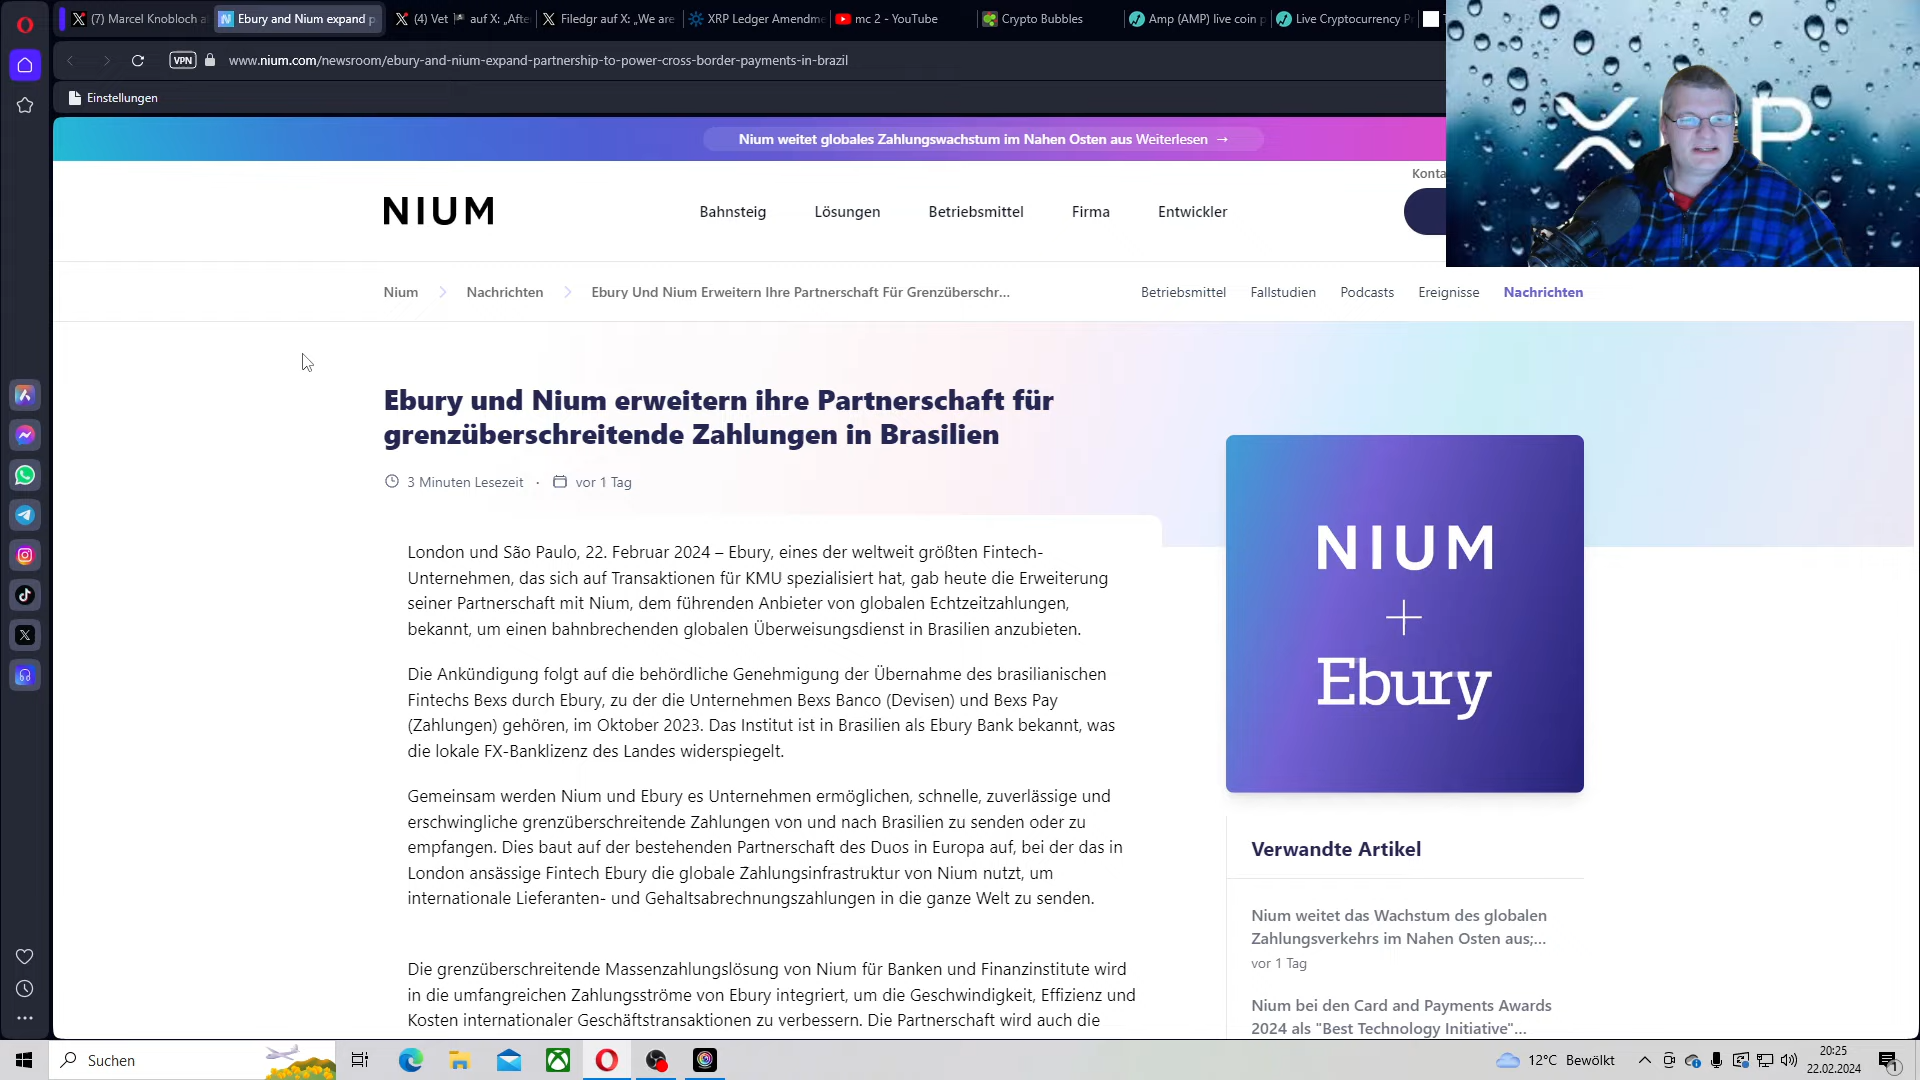 (7) Marcel Knobloch a
Ebury and Nium expand p
(4) Vet auf X: „Afte
Filedgr auf X: „We are
XRP Ledger Amendme
mc 2 - YouTube
Crypto Bubbles
Amp (AMP) live coin p
Live Cryptocurrency P
VPN
www.nium.com/newsroom/ebury-and-nium-expand-partnership-to-power-cross-border-payments-in-brazil
Einstellungen
XRP
Nium weitet globales Zahlungswachstum im Nahen Osten aus Weiterlesen →
Konta
NIUM
Bahnsteig
Lösungen
Betriebsmittel
Firma
Entwickler
Nium
Nachrichten
Ebury Und Nium Erweitern Ihre Partnerschaft Für Grenzüberschr...
Betriebsmittel
Fallstudien
Podcasts
Ereignisse
Nachrichten
Ebury und Nium erweitern ihre Partnerschaft für
grenzüberschreitende Zahlungen in Brasilien
3 Minuten Lesezeit · vor 1 Tag
London und São Paulo, 22. Februar 2024 – Ebury, eines der weltweit größten Fintech-
Unternehmen, das sich auf Transaktionen für KMU spezialisiert hat, gab heute die Erweiterung
seiner Partnerschaft mit Nium, dem führenden Anbieter von globalen Echtzeitzahlungen,
bekannt, um einen bahnbrechenden globalen Überweisungsdienst in Brasilien anzubieten.
Die Ankündigung folgt auf die behördliche Genehmigung der Übernahme des brasilianischen
Fintechs Bexs durch Ebury, zu der die Unternehmen Bexs Banco (Devisen) und Bexs Pay
(Zahlungen) gehören, im Oktober 2023. Das Institut ist in Brasilien als Ebury Bank bekannt, was
die lokale FX-Banklizenz des Landes widerspiegelt.
Gemeinsam werden Nium und Ebury es Unternehmen ermöglichen, schnelle, zuverlässige und
erschwingliche grenzüberschreitende Zahlungen von und nach Brasilien zu senden oder zu
empfangen. Dies baut auf der bestehenden Partnerschaft des Duos in Europa auf, bei der das in
London ansässige Fintech Ebury die globale Zahlungsinfrastruktur von Nium nutzt, um
internationale Lieferanten- und Gehaltsabrechnungszahlungen in die ganze Welt zu senden.
Die grenzüberschreitende Massenzahlungslösung von Nium für Banken und Finanzinstitute wird
in die umfangreichen Zahlungsströme von Ebury integriert, um die Geschwindigkeit, Effizienz und
Kosten internationaler Geschäftstransaktionen zu verbessern. Die Partnerschaft wird auch die
NIUM
+
Ebury
Verwandte Artikel
Nium weitet das Wachstum des globalen
Zahlungsverkehrs im Nahen Osten aus;...
vor 1 Tag
Nium bei den Card and Payments Awards
2024 als "Best Technology Initiative"...
Suchen
12°C Bewölkt
20:25
22.02.2024
1